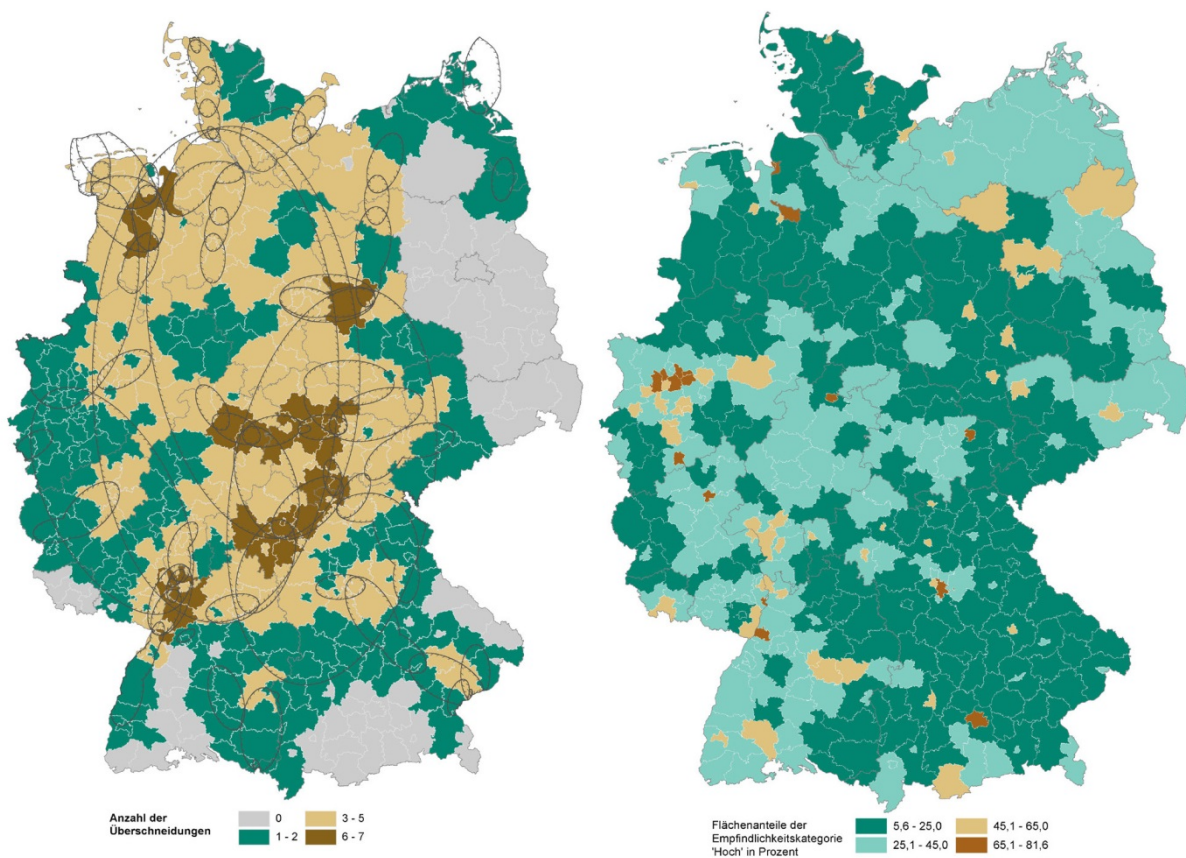 Anzahl der
Überschneidungen
0
1 - 2
3 - 5
6 - 7
Flächenanteile der
Empfindlichkeitskategorie
'Hoch' in Prozent
5,6 - 25,0
25,1 - 45,0
45,1 - 65,0
65,1 - 81,6